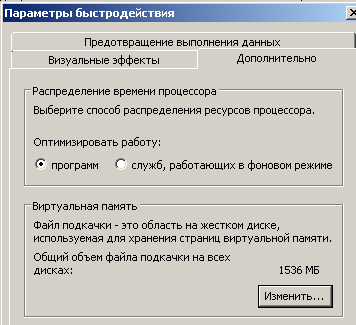 Параметры быстродействия
Предотвращение выполнения данных
Визуальные эффекты
Дополнительно
Распределение времени процессора
Выберите способ распределения ресурсов процессора.
Оптимизировать работу:
программ
служб, работающих в фоновом режиме
Виртуальная память
Файл подкачки - это область на жестком диске,
используемая для хранения страниц виртуальной памяти.
Общий объем файла подкачки на всех
дисках:
1536 МБ
Изменить...